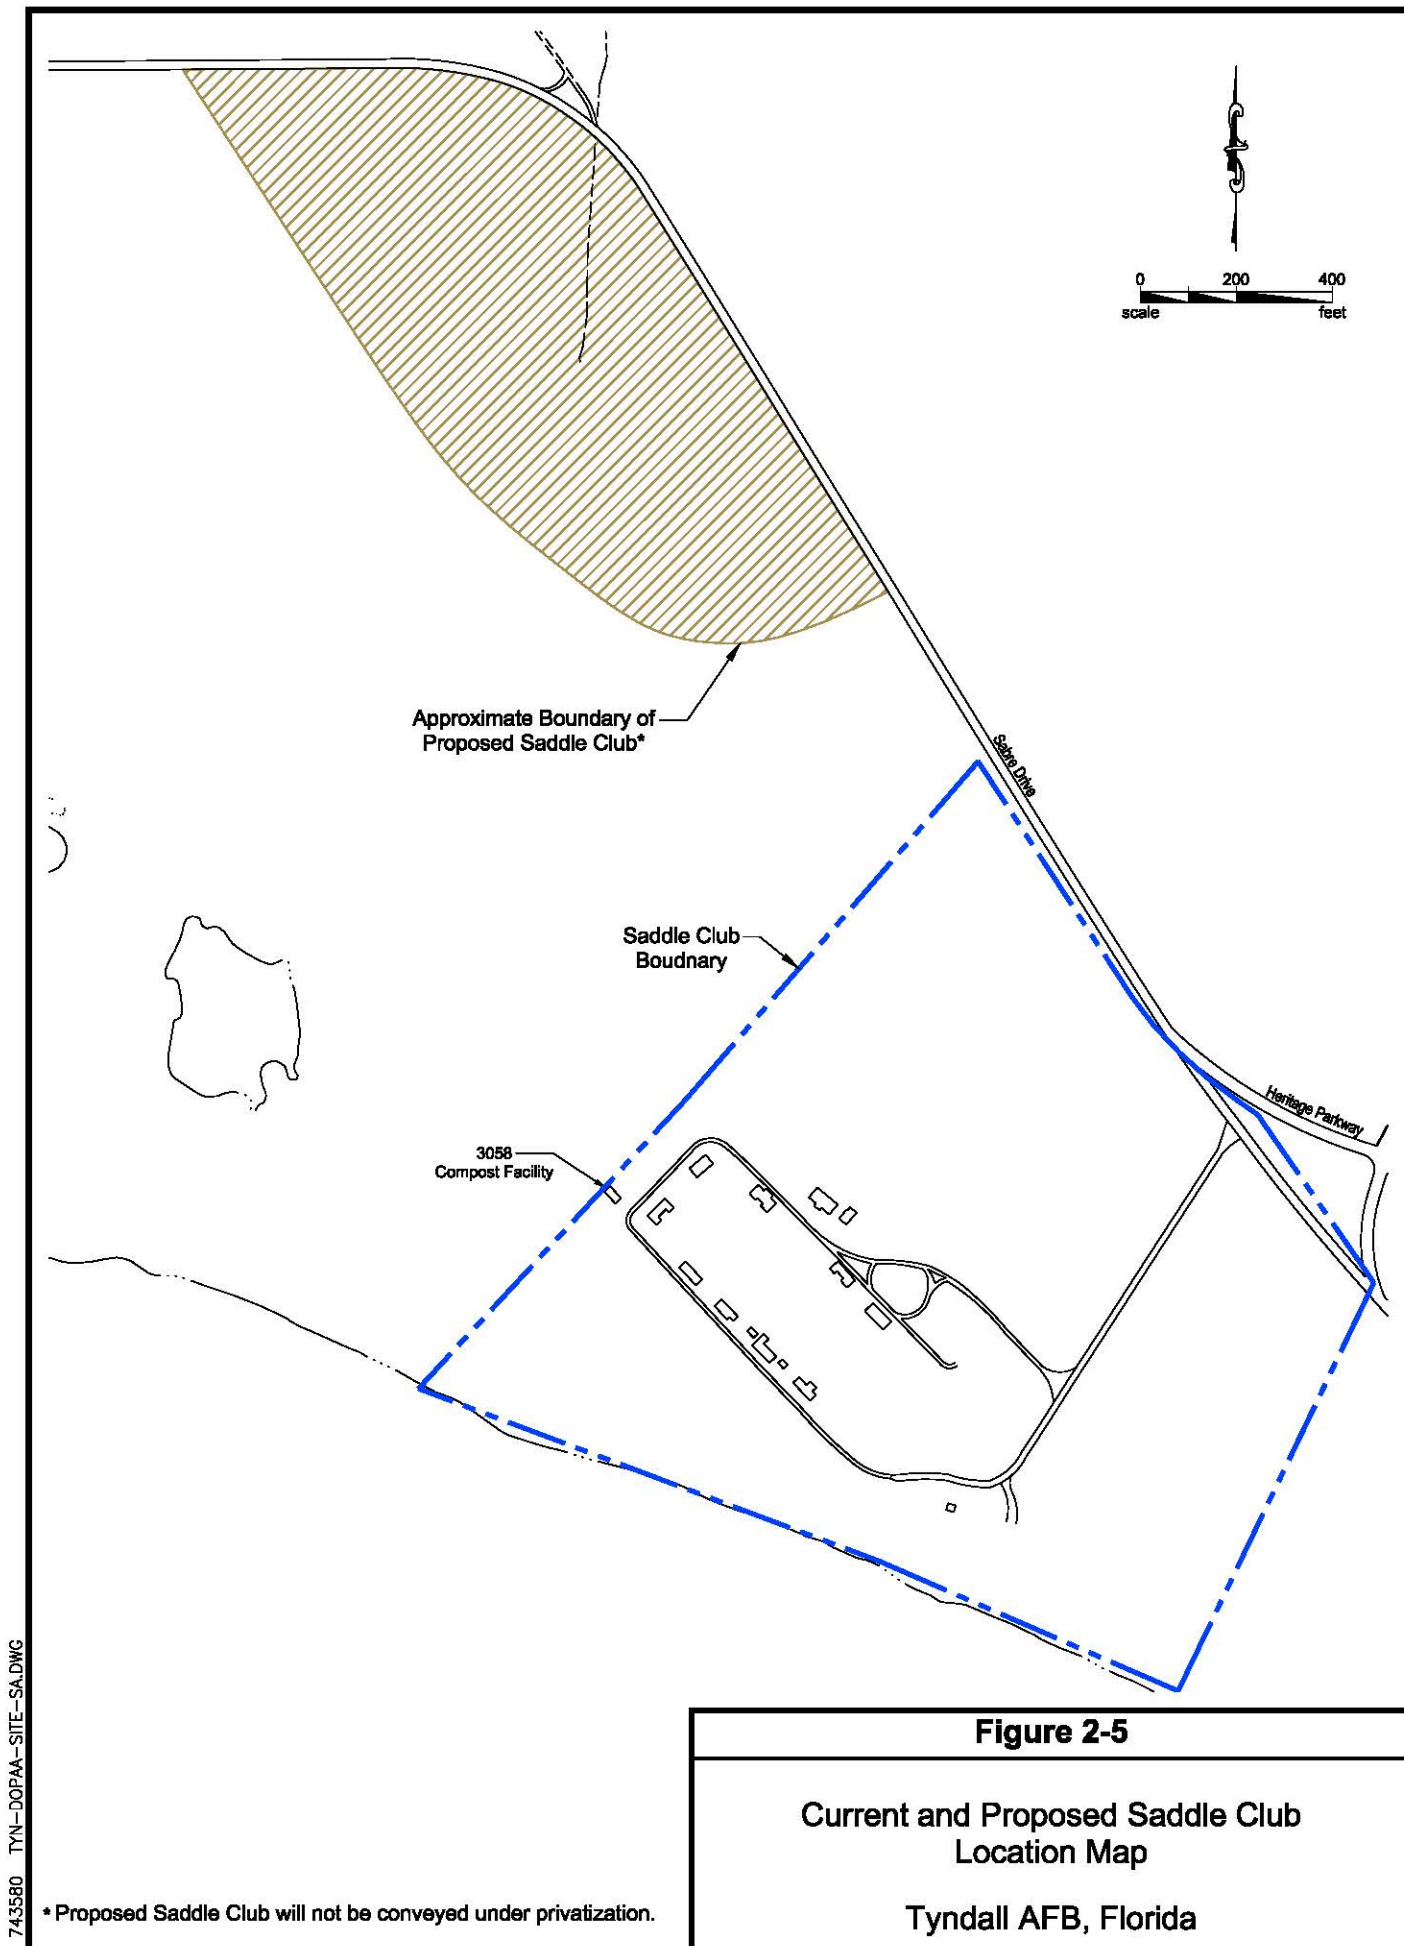 0 200 400
scale feet
Approximate Boundary of
Proposed Saddle Club*
Sabre Drive
Saddle Club
Boudnary
Heritage Parkway
3058
Compost Facility
Figure 2-5
Current and Proposed Saddle Club
Location Map
Tyndall AFB, Florida
* Proposed Saddle Club will not be conveyed under privatization.
743580 TYN-DOPAA-SITE-SA.DWG